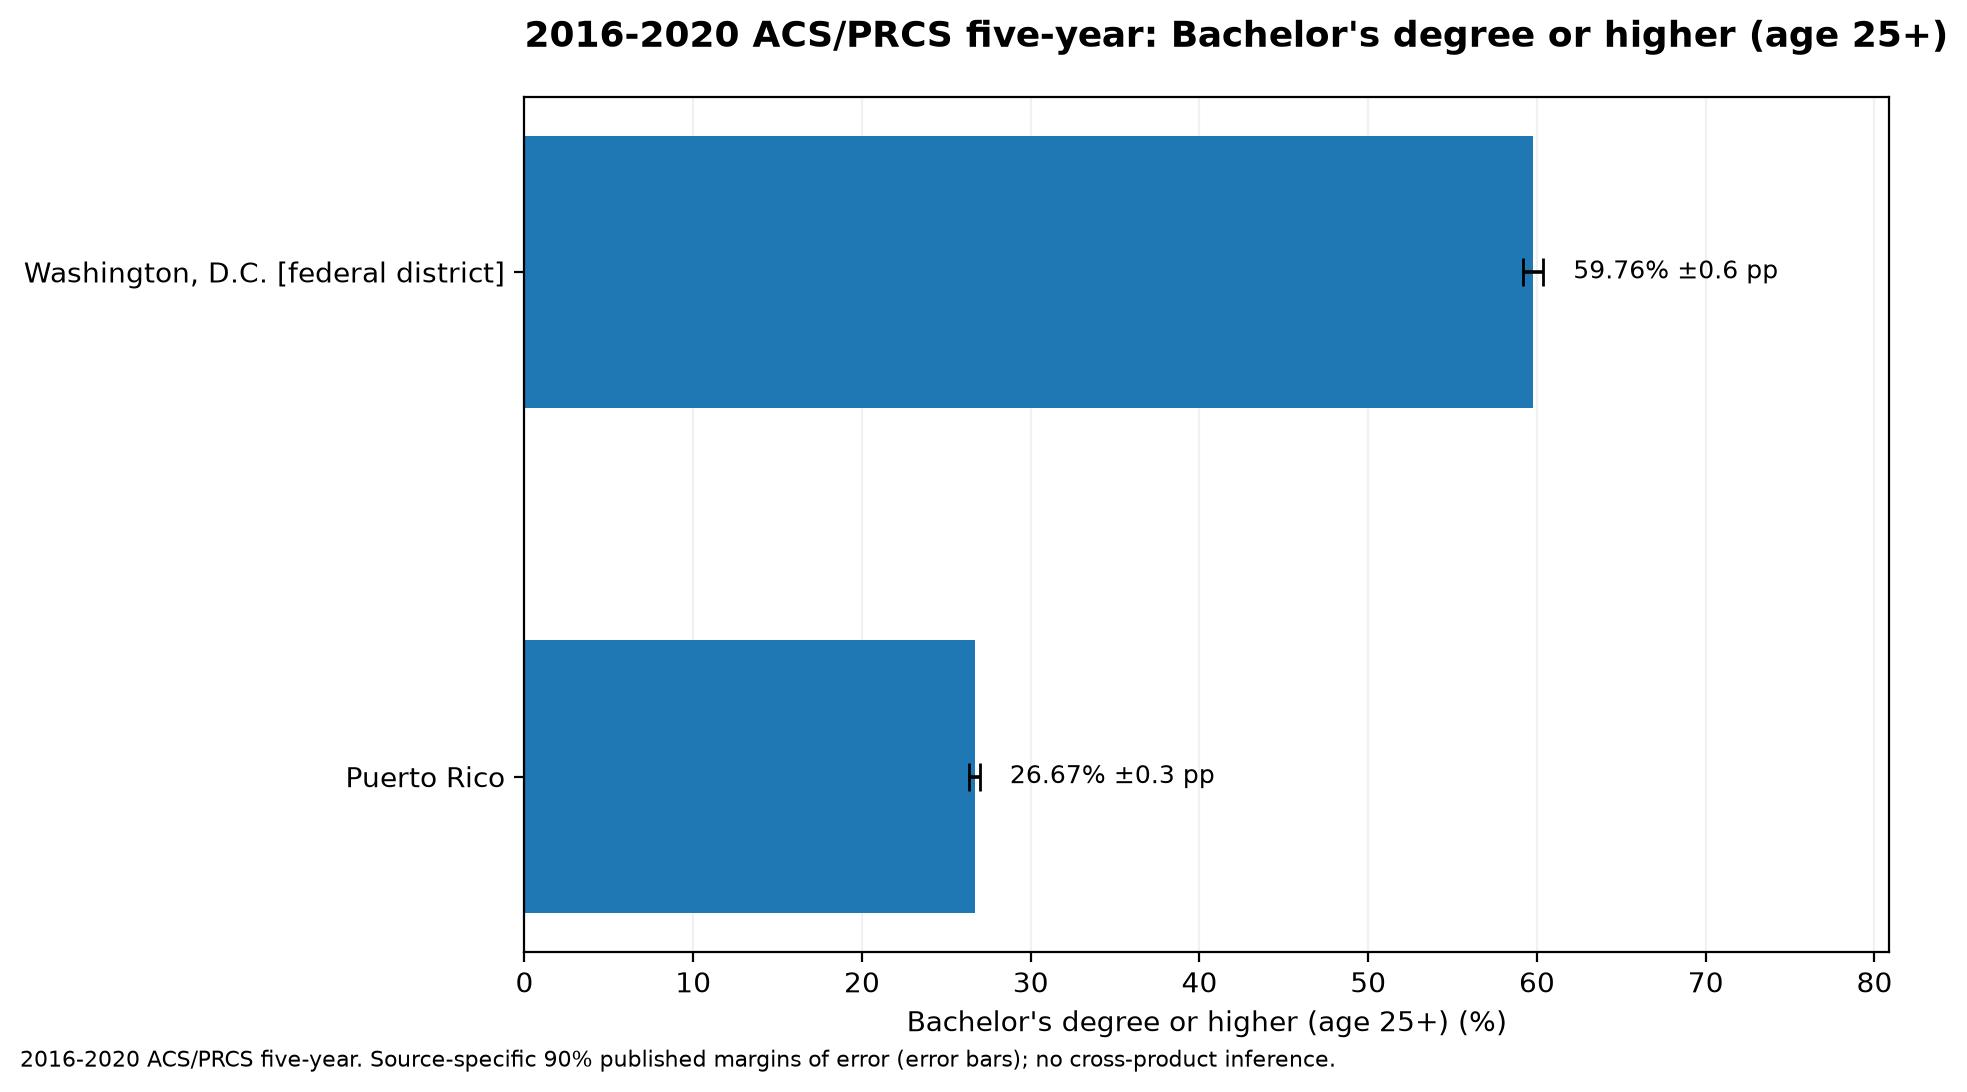 2016-2020 ACS/PRCS five-year: Bachelor's degree or higher (age 25+)
Washington, D.C. [federal district]
59.76% ±0.6 pp
Puerto Rico
26.67% ±0.3 pp
0 10 20 30 40 50 60 70 80
Bachelor's degree or higher (age 25+) (%)
2016-2020 ACS/PRCS five-year. Source-specific 90% published margins of error (error bars); no cross-product inference.